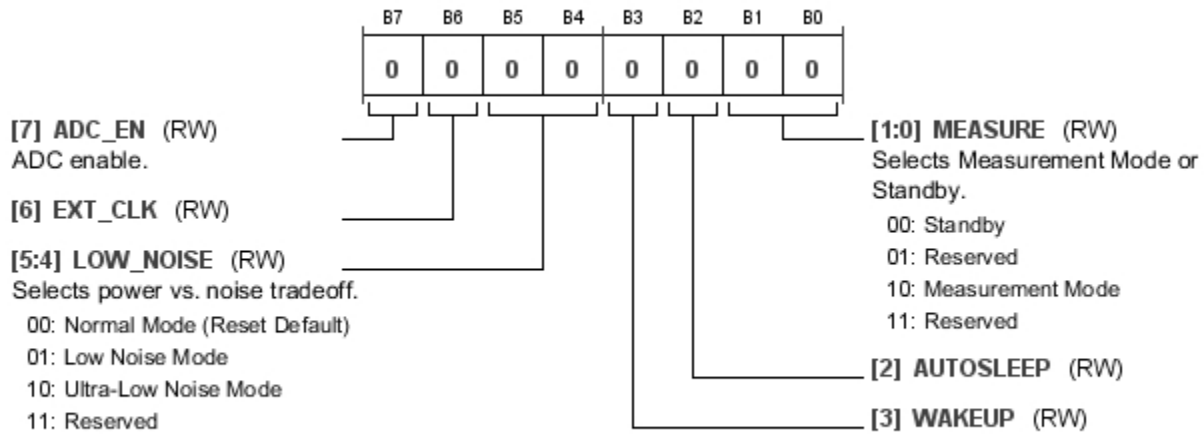 B7 B6 B5 B4 B3 B2 B1 B0
0 0 0 0 0 0 0 0
[7] ADC_EN (RW)
ADC enable.
[6] EXT_CLK (RW)
[5:4] LOW_NOISE (RW)
Selects power vs. noise tradeoff.
00: Normal Mode (Reset Default)
01: Low Noise Mode
10: Ultra-Low Noise Mode
11: Reserved
[1:0] MEASURE (RW)
Selects Measurement Mode or
Standby.
00: Standby
01: Reserved
10: Measurement Mode
11: Reserved
[2] AUTOSLEEP (RW)
[3] WAKEUP (RW)